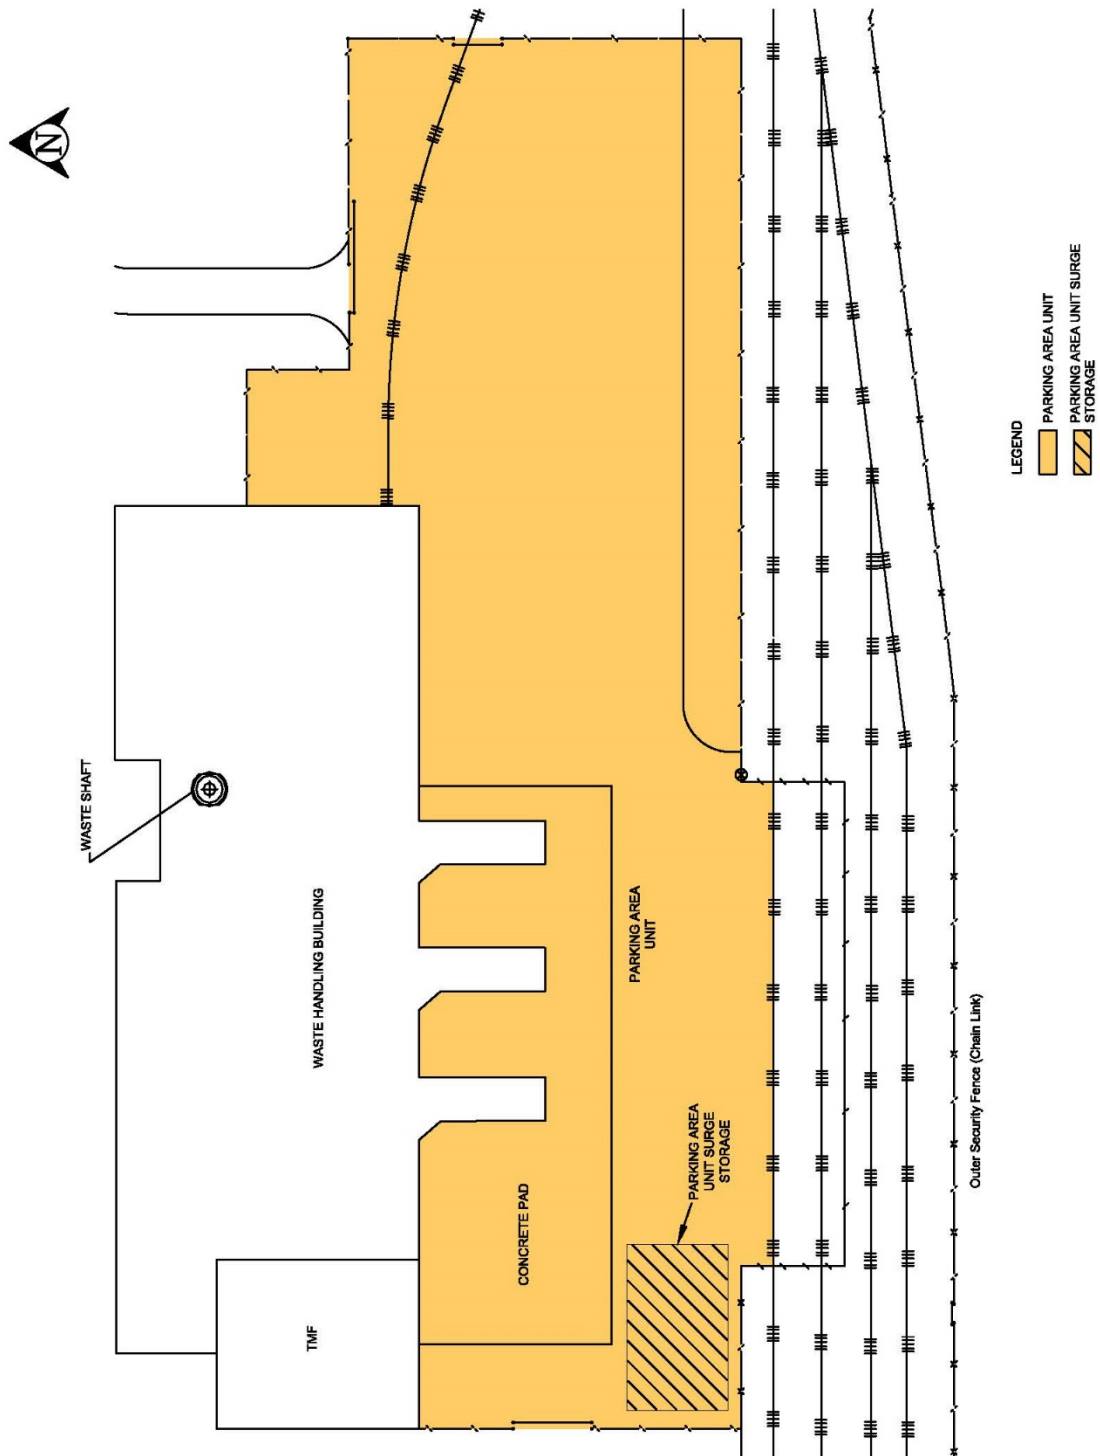 N
WASTE SHAFT
WASTE HANDLING BUILDING
TMF
CONCRETE PAD
PARKING AREA
UNIT
PARKING AREA
UNIT SURGE
STORAGE
Outer Security Fence (Chain Link)
LEGEND
PARKING AREA UNIT
PARKING AREA UNIT SURGE
STORAGE